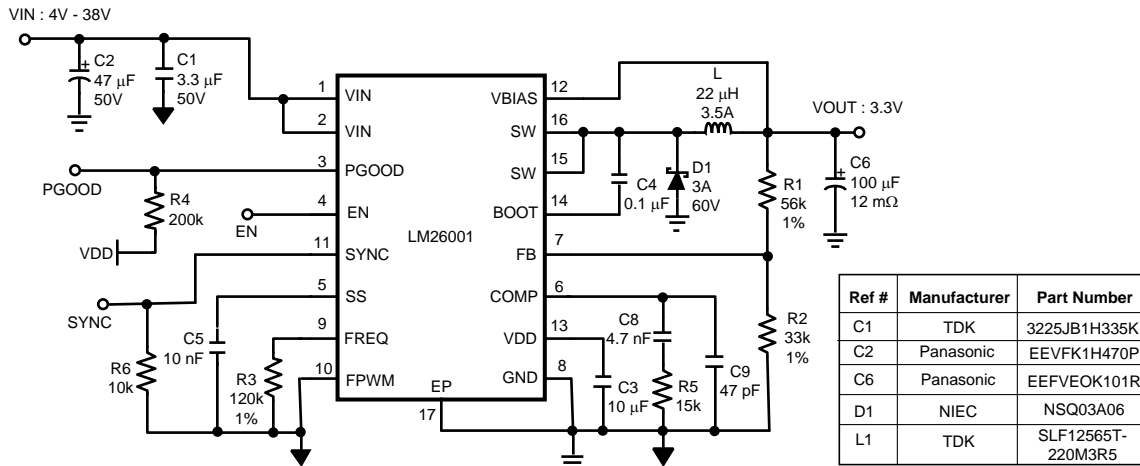 VIN : 4V - 38V
C2
47 μF
50V
C1
3.3 μF
50V
PGOOD
R4
200k
VDD
EN
SYNC
R6
10k
C5
10 nF
R3
120k
1%
1
VIN
2
VIN
3
PGOOD
4
EN
11
SYNC
5
SS
9
FREQ
10
FPWM
LM26001
EP
17
12
VBIAS
16
SW
15
SW
14
BOOT
7
FB
6
COMP
13
VDD
8
GND
L
22 μH
3.5A
VOUT : 3.3V
C4
0.1 μF
D1
3A
60V
R1
56k
1%
C6
100 μF
12 mΩ
C8
4.7 nF
C3
10 μF
R5
15k
C9
47 pF
R2
33k
1%
Ref # Manufacturer Part Number
C1 TDK 3225JB1H335K
C2 Panasonic EEVFK1H470P
C6 Panasonic EEFVEOK101R
D1 NIEC NSQ03A06
L1 TDK SLF12565T-
220M3R5